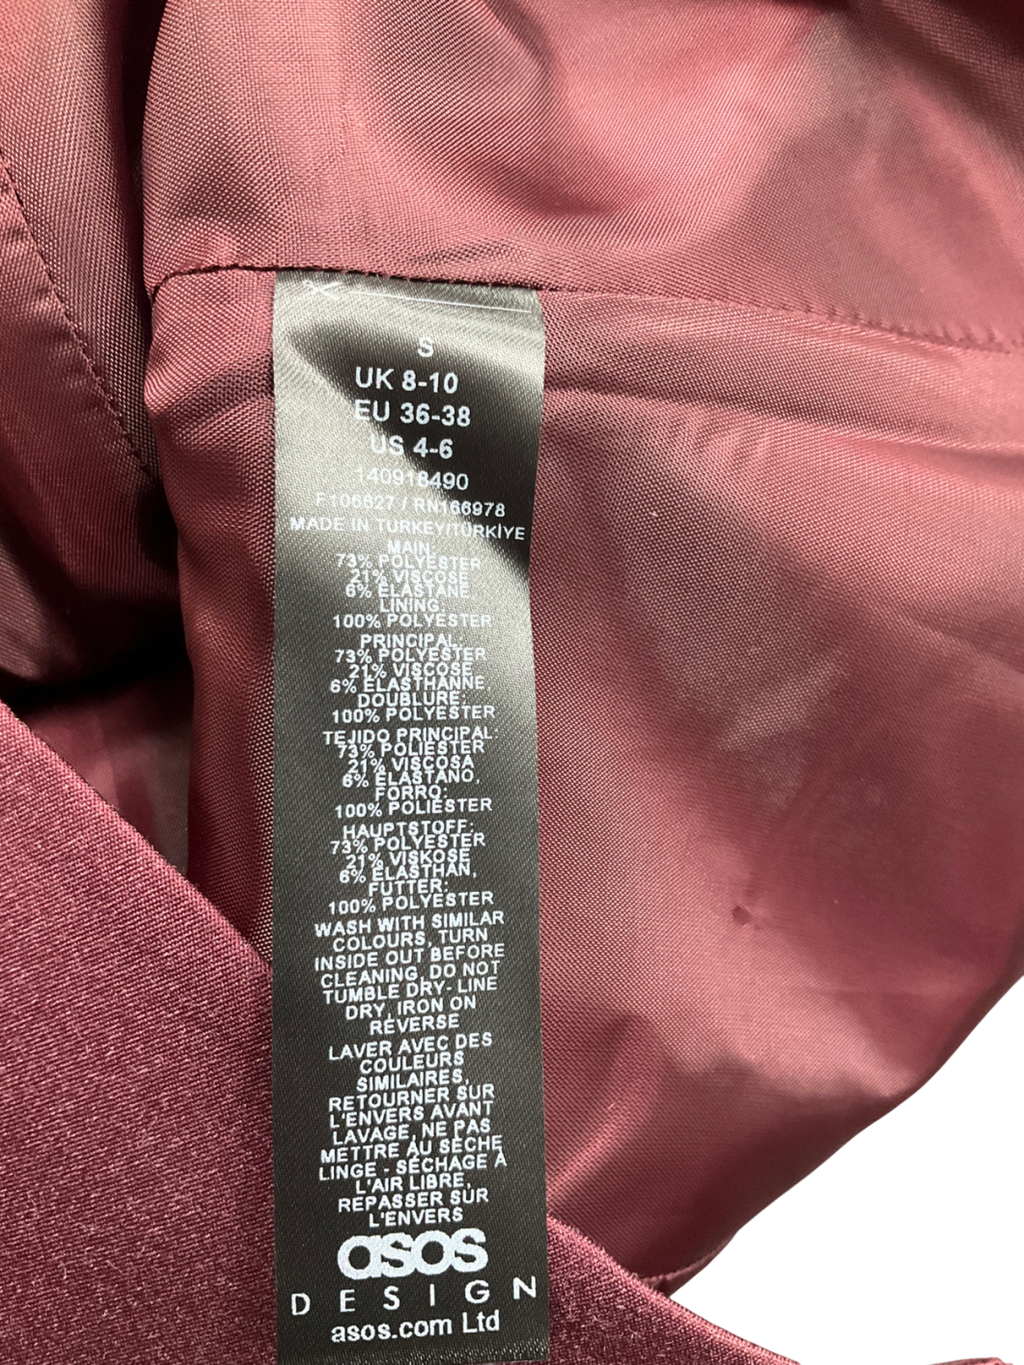 S
UK 8-10
EU 36-38
US 4-6
140918490
F106827 / RN166978
MADE IN TURKEY/TÜRKİYE
MAIN:
73% POLYESTER
21% VISCOSE
6% ELASTANE
LINING:
100% POLYESTER
PRINCIPAL:
73% POLYESTER
21% VISCOSE
6% ÉLASTHANNE,
DOUBLURE:
100% POLYESTER
TEJIDO PRINCIPAL:
73% POLIÉSTER
21% VISCOSA
6% ELASTANO,
FORRO:
100% POLIÉSTER
HAUPTSTOFF:
73% POLYESTER
21% VISKOSE
6% ELASTHAN,
FUTTER:
100% POLYESTER
WASH WITH SIMILAR
COLOURS, TURN
INSIDE OUT BEFORE
CLEANING, DO NOT
TUMBLE DRY- LINE
DRY, IRON ON
REVERSE
LAVER AVEC DES
COULEURS
SIMILAIRES,
RETOURNER SUR
L'ENVERS AVANT
LAVAGE, NE PAS
METTRE AU SÈCHE
LINGE - SÉCHAGE À
L'AIR LIBRE,
REPASSER SUR
L'ENVERS
asos
DESIGN
asos.com Ltd